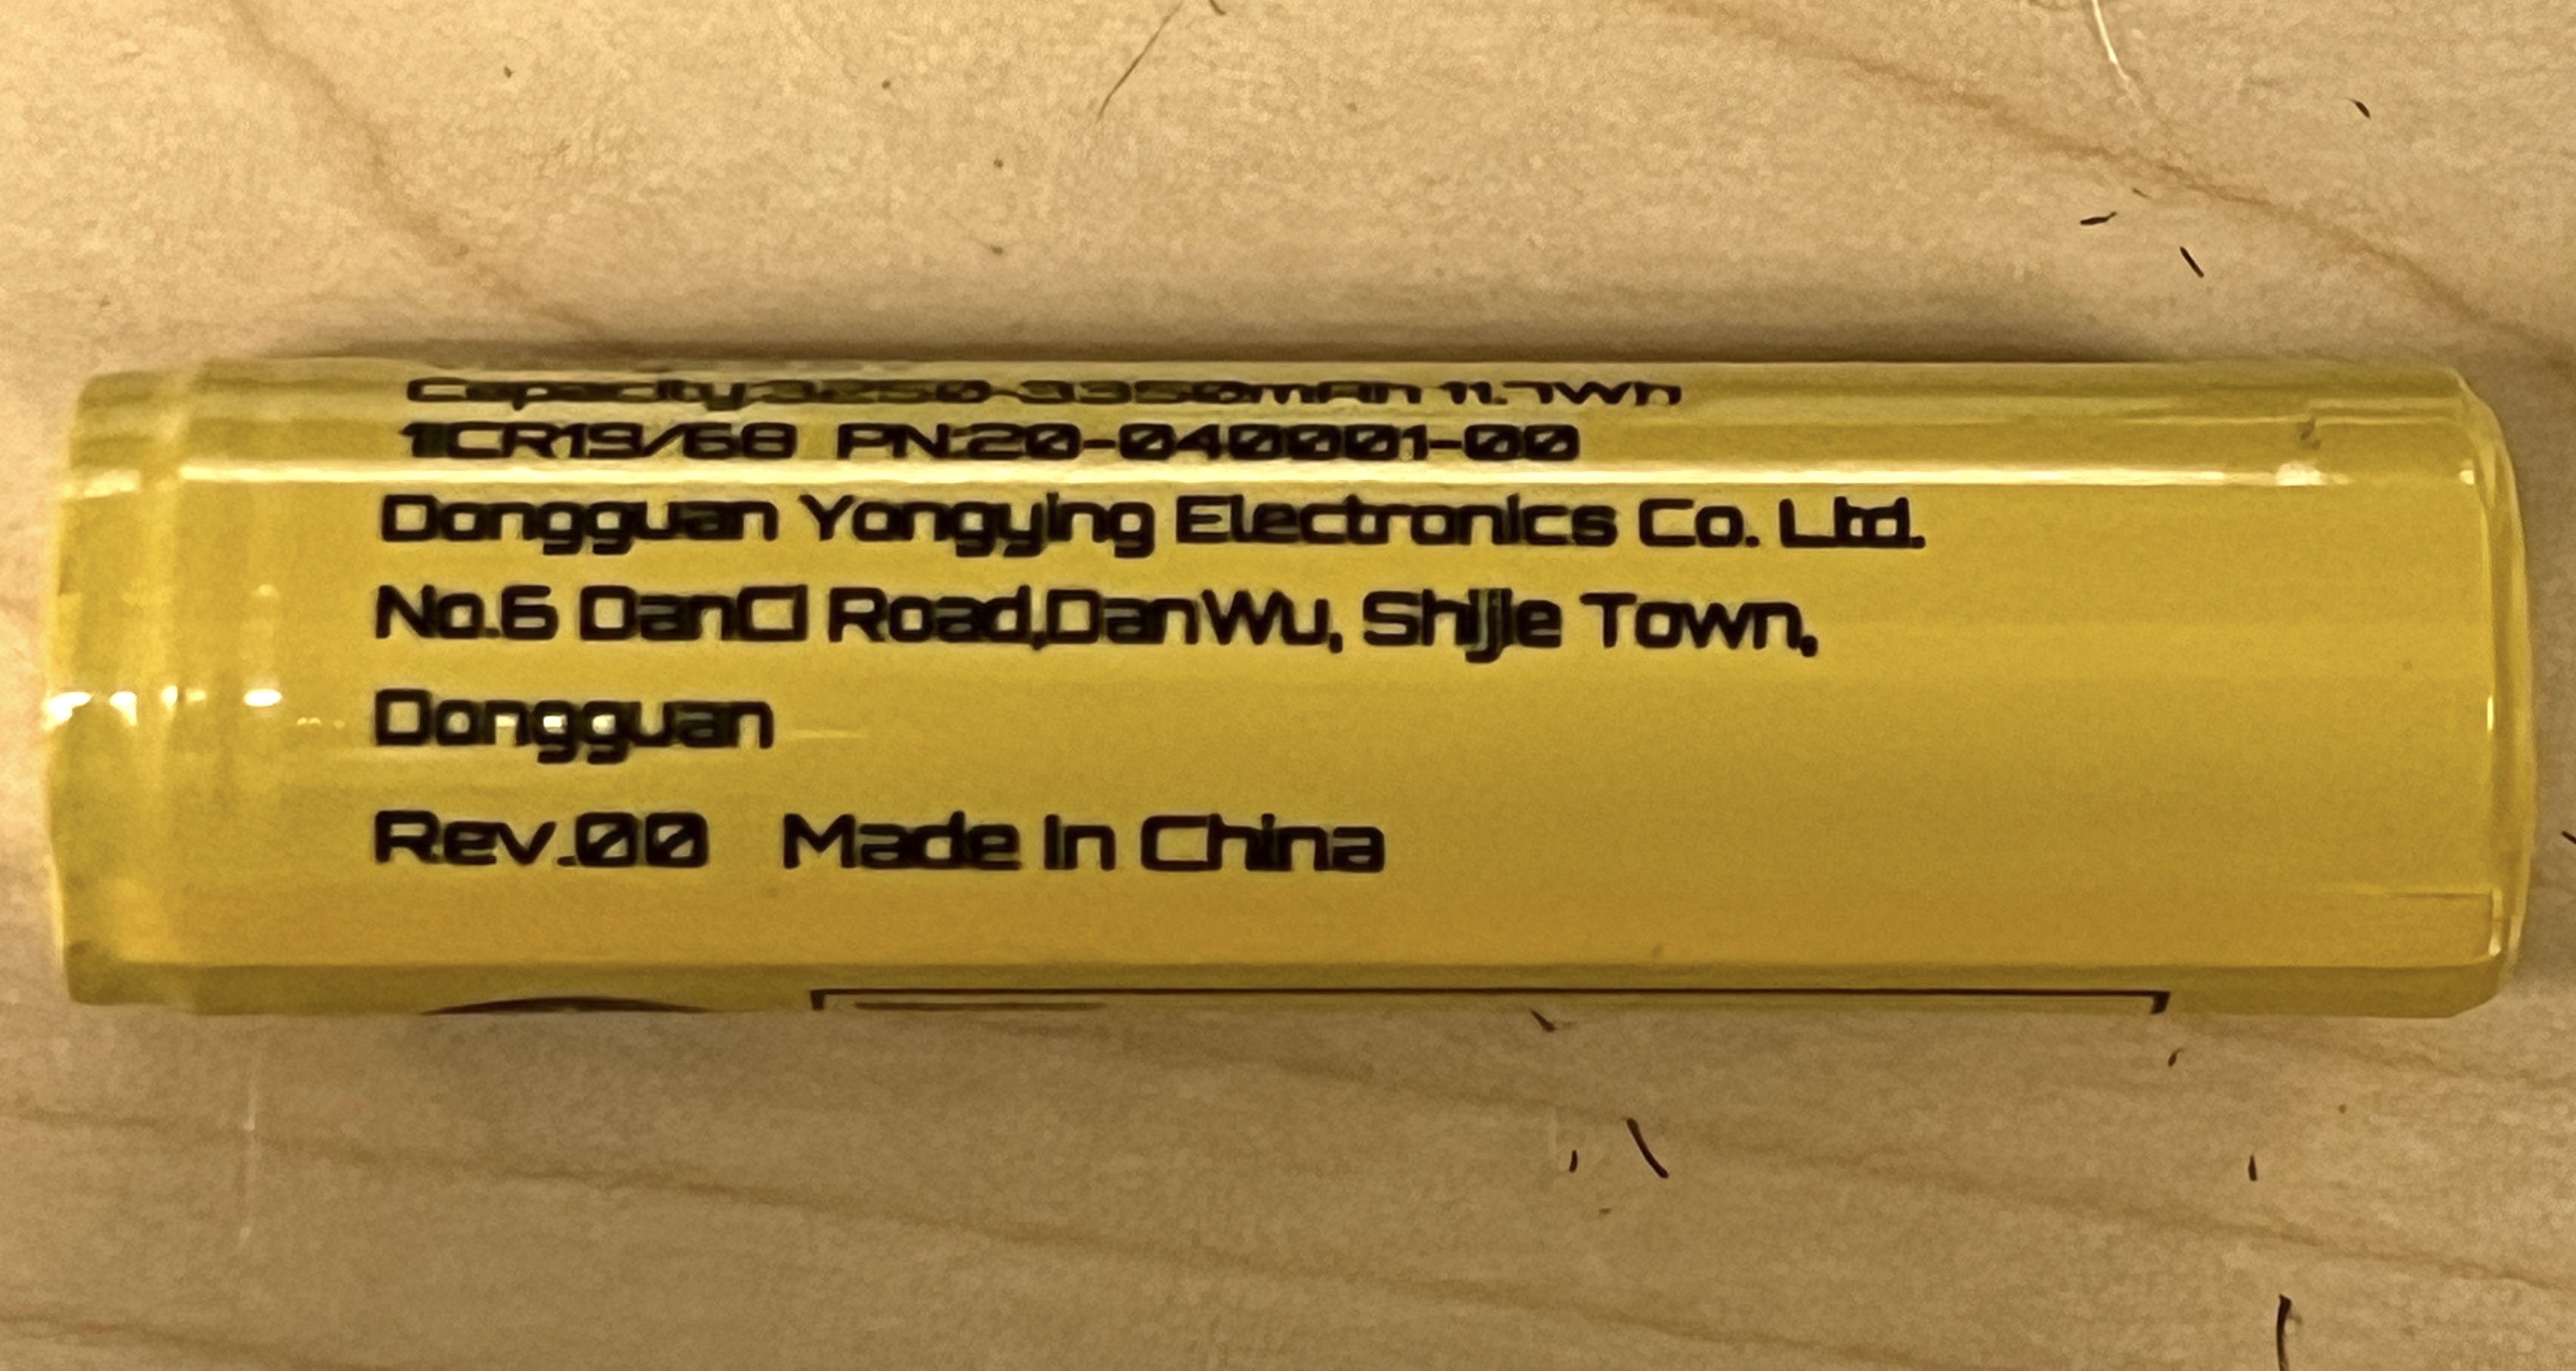 Capacity:3250-3350mAh 11.7Wh
1ICR19/68 PN:20-040001-00
Dongguan Yongying Electronics Co. Ltd.
No.6 DanCI Road,DanWu, Shijie Town,
Dongguan
Rev.00 Made In China